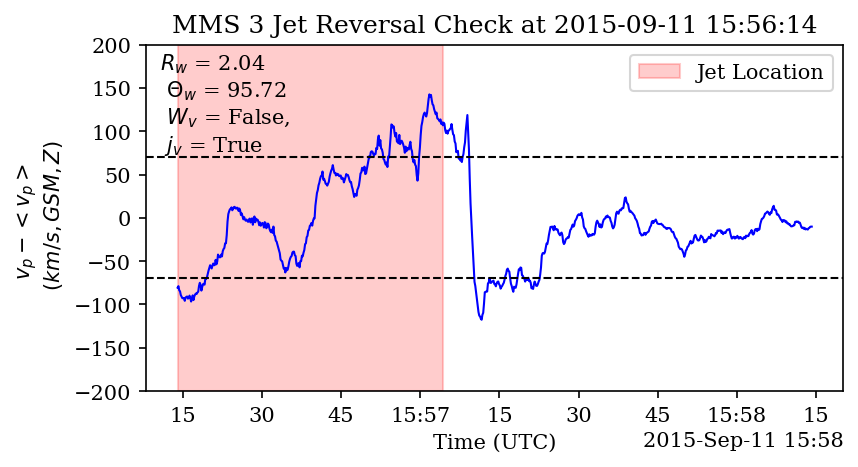 MMS 3 Jet Reversal Check at 2015-09-11 15:56:14
R_w = 2.04
Θ_w = 95.72
W_v = False,
j_v = True
Jet Location
v_p − < v_p >
(km/s, GSM, Z)
200
150
100
50
0
−50
−100
−150
−200
15 30 45 15:57 15 30 45 15:58 15
Time (UTC)
2015-Sep-11 15:58